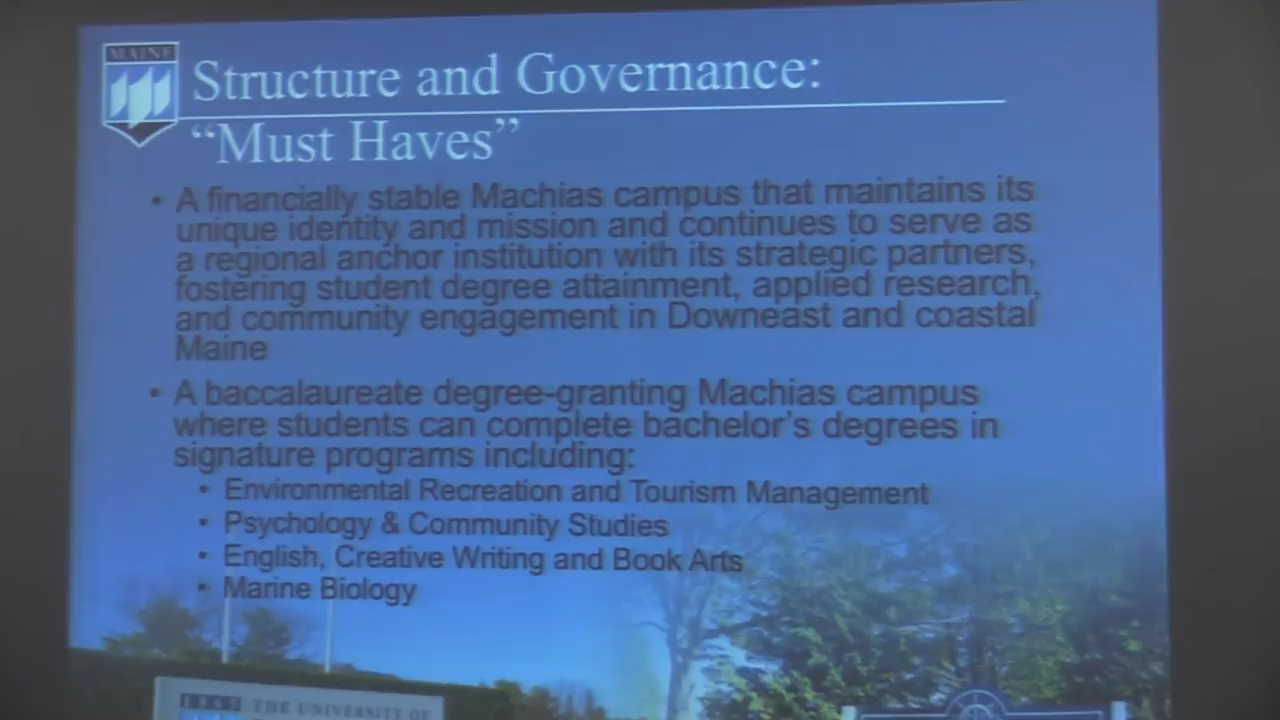 MAINE
Structure and Governance:
“Must Haves”
• A financially stable Machias campus that maintains its
unique identity and mission and continues to serve as
a regional anchor institution with its strategic partners,
fostering student degree attainment, applied research,
and community engagement in Downeast and coastal
Maine
• A baccalaureate degree-granting Machias campus
where students can complete bachelor’s degrees in
signature programs including:
• Environmental Recreation and Tourism Management
• Psychology & Community Studies
• English, Creative Writing and Book Arts
• Marine Biology
1865 THE UNIVERSITY OF